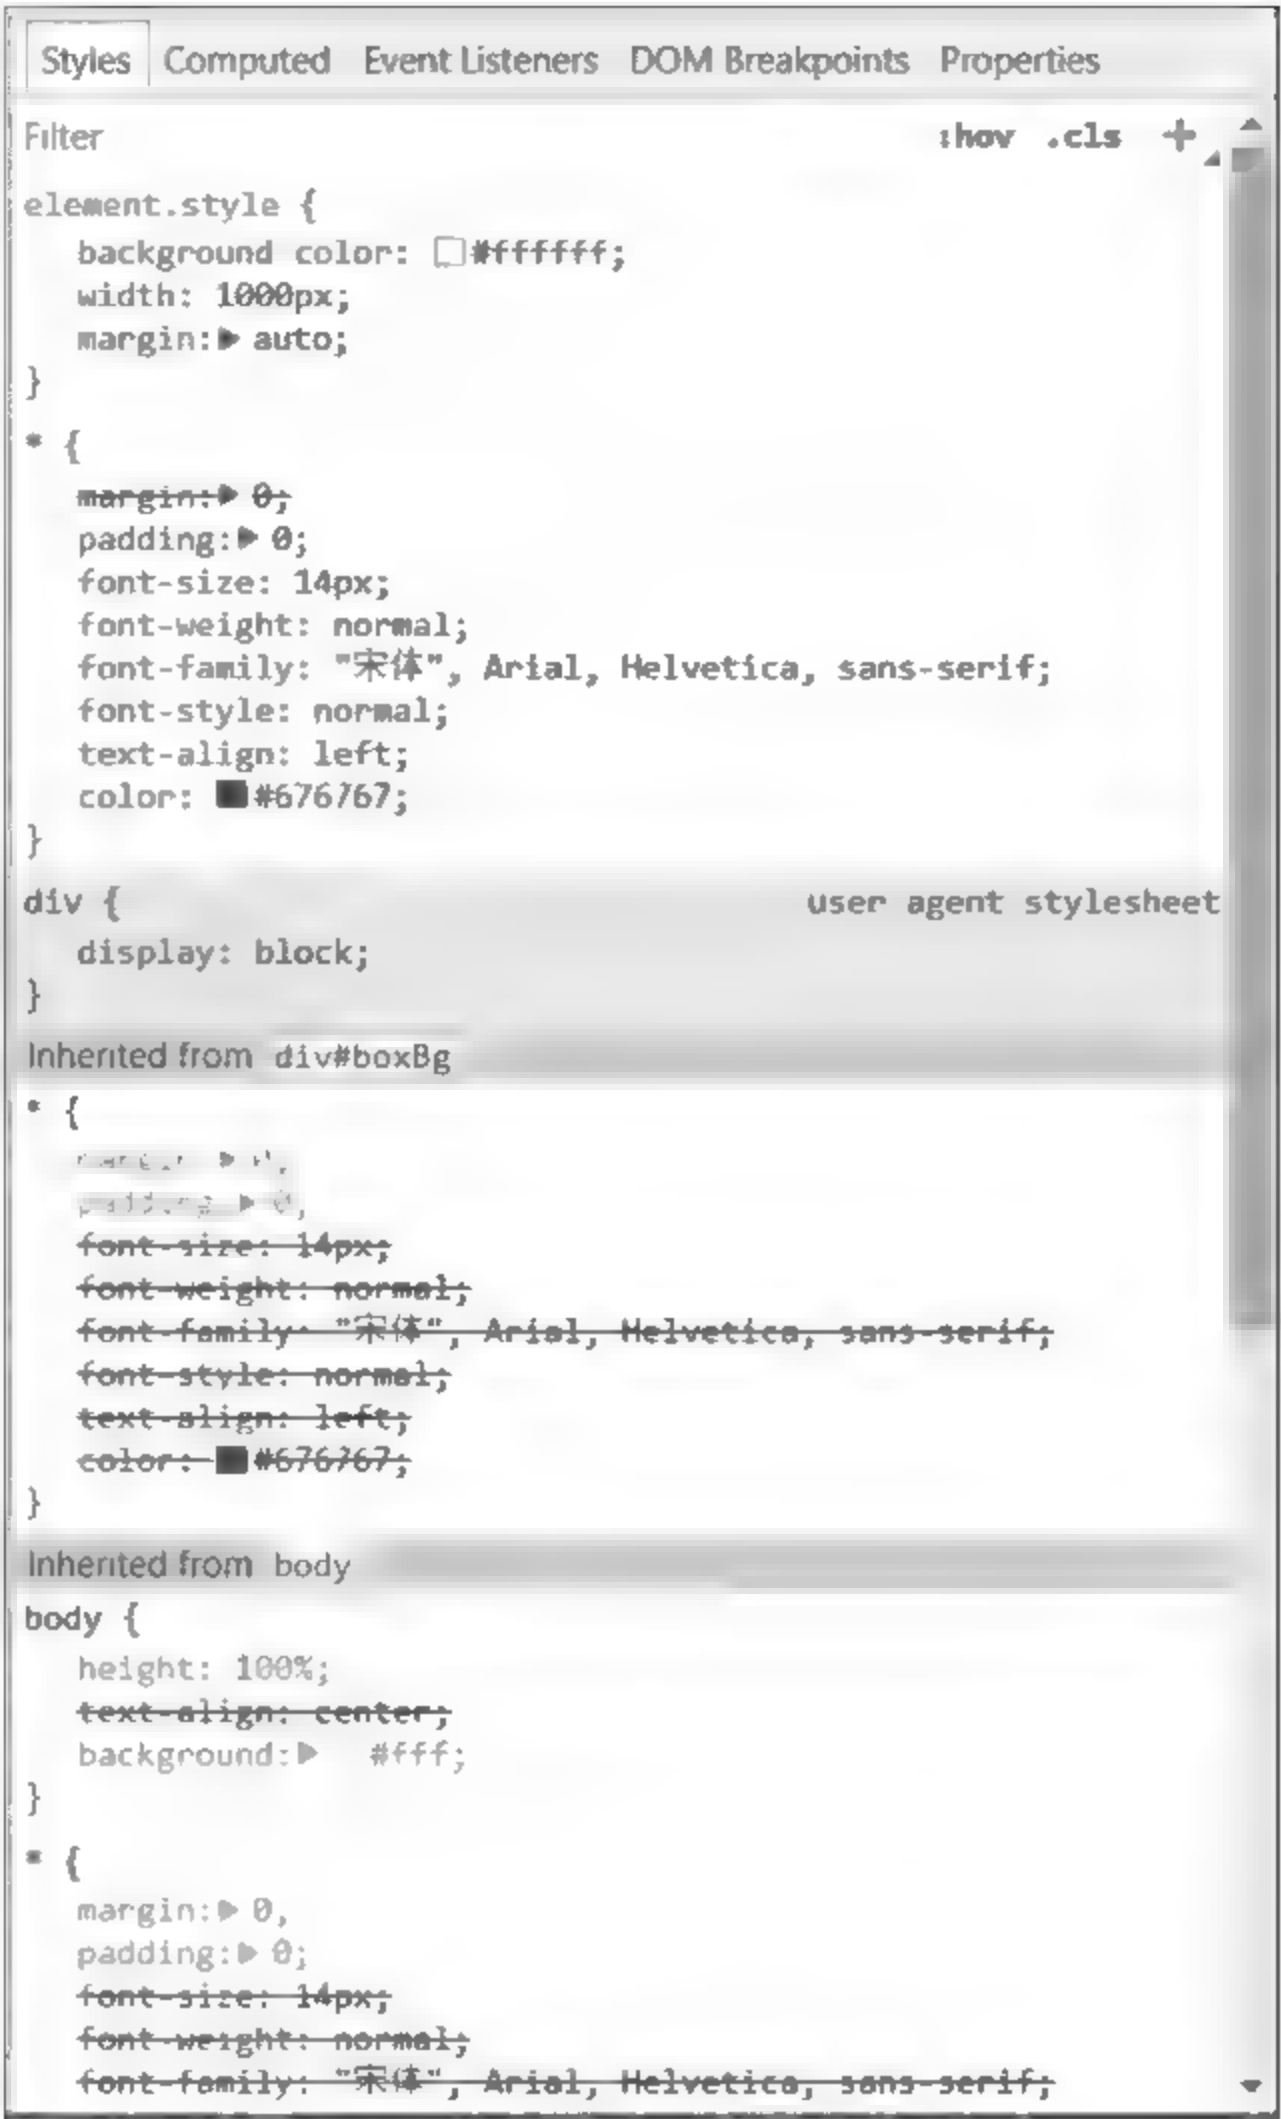 Styles Computed Event Listeners DOM Breakpoints Properties
Filter :hov .cls +
element.style {
background color: #ffffff;
width: 1000px;
margin: auto;
}
* {
margin: 0;
padding: 0;
font-size: 14px;
font-weight: normal;
font-family: "宋体", Arial, Helvetica, sans-serif;
font-style: normal;
text-align: left;
color: #676767;
}
div { user agent stylesheet
display: block;
}
Inherited from div#boxBg
* {
margin 0,
padding 0,
font-size: 14px;
font-weight: normal;
font-family: "宋体", Arial, Helvetica, sans-serif;
font-style: normal;
text-align: left;
color: #676767;
}
Inherited from body
body {
height: 100%;
text-align: center;
background: #fff;
}
* {
margin: 0,
padding: 0;
font-size: 14px;
font-weight: normal;
font-family: "宋体", Arial, Helvetica, sans-serif;